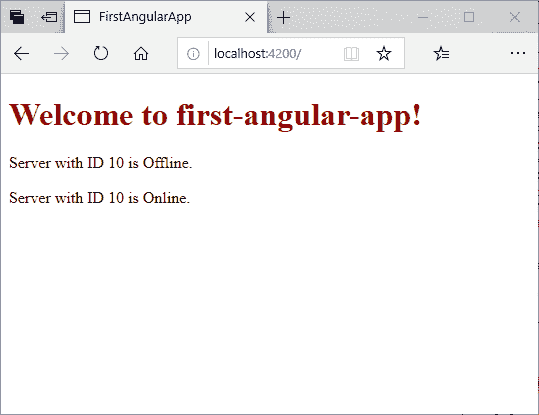 FirstAngularApp
localhost:4200/
Welcome to first-angular-app!
Server with ID 10 is Offline.
Server with ID 10 is Online.